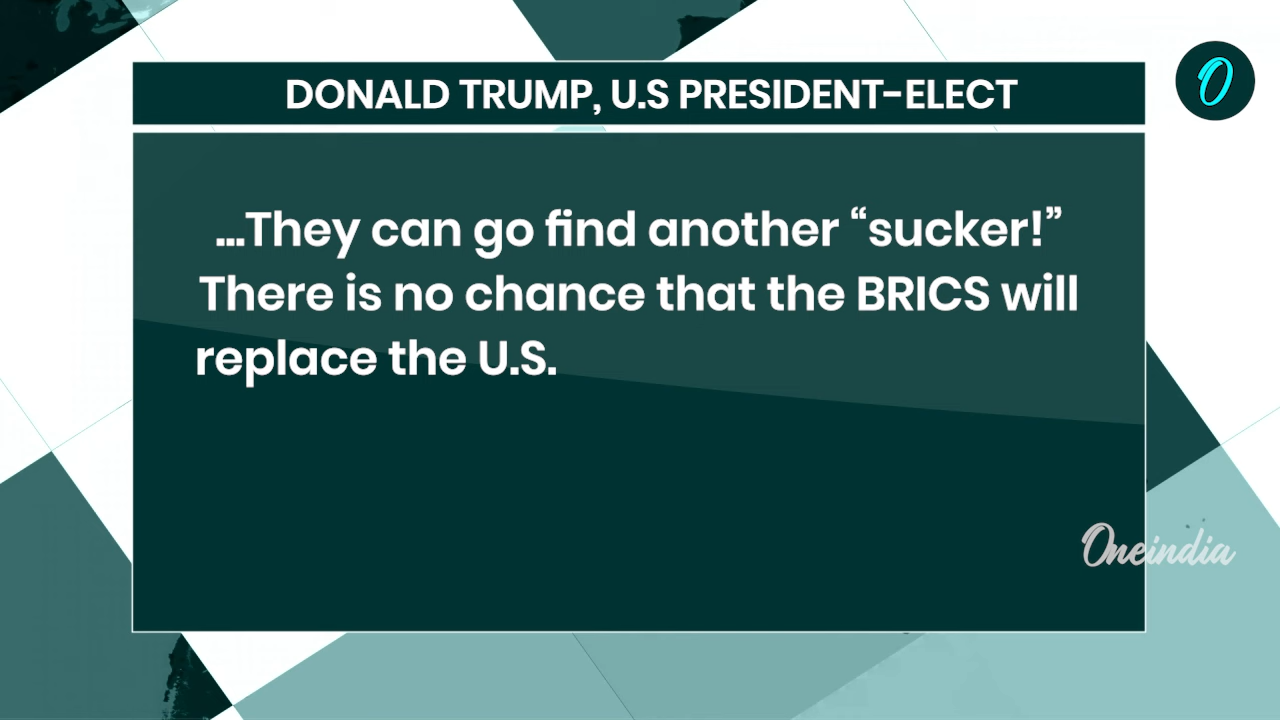 DONALD TRUMP, U.S PRESIDENT-ELECT
O
...They can go find another “sucker!”
There is no chance that the BRICS will
replace the U.S.
Oneindia